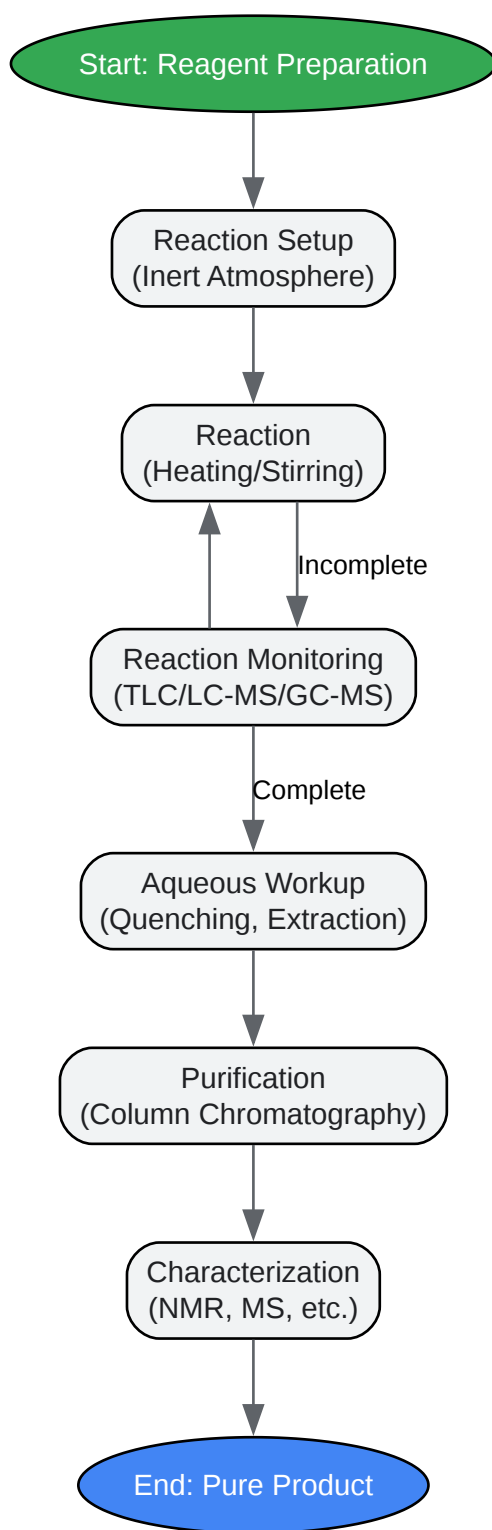 Start: Reagent Preparation
Reaction Setup
(Inert Atmosphere)
Reaction
(Heating/Stirring)
Incomplete
Reaction Monitoring
(TLC/LC-MS/GC-MS)
Complete
Aqueous Workup
(Quenching, Extraction)
Purification
(Column Chromatography)
Characterization
(NMR, MS, etc.)
End: Pure Product